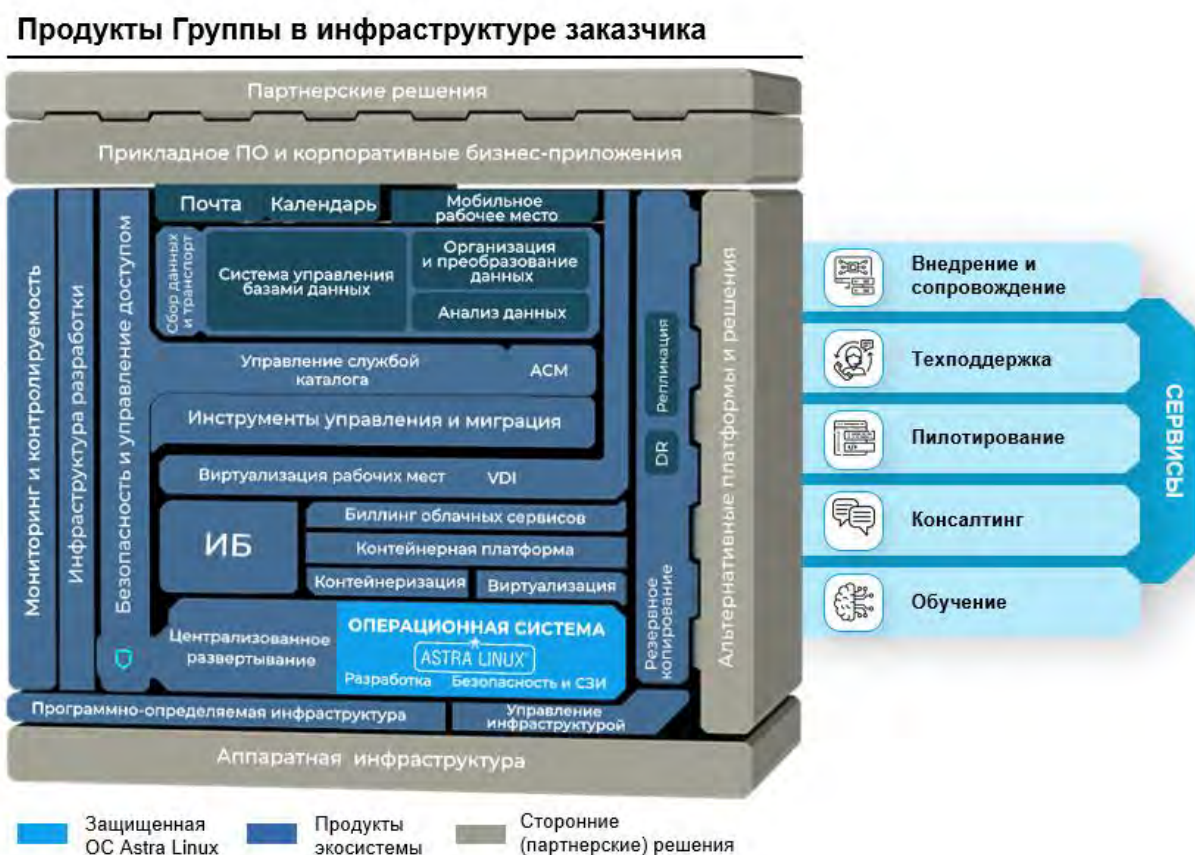 Продукты Группы в инфраструктуре заказчика
Партнерские решения
Прикладное ПО и корпоративные бизнес-приложения
Мониторинг и контролируемость
Инфраструктура разработки
Безопасность и управление доступом
Почта
Календарь
Мобильное
рабочее место
Сбор данных
и транспорт
Система управления
базами данных
Организация
и преобразование
данных
Анализ данных
Управление службой
каталога
ACM
Инструменты управления и миграция
Виртуализация рабочих мест
VDI
ИБ
Биллинг облачных сервисов
Контейнерная платформа
Контейнеризация
Виртуализация
Централизованное
развертывание
ОПЕРАЦИОННАЯ СИСТЕМА
ASTRA LINUX®
Разработка
Безопасность и СЗИ
Репликация
DR
Резервное
копирование
Альтернативные платформы и решения
Программно-определяемая инфраструктура
Управление
инфраструктурой
Аппаратная инфраструктура
Внедрение и
сопровождение
Техподдержка
Пилотирование
Консалтинг
Обучение
СЕРВИСЫ
Защищенная
ОС Astra Linux
Продукты
экосистемы
Сторонние
(партнерские) решения